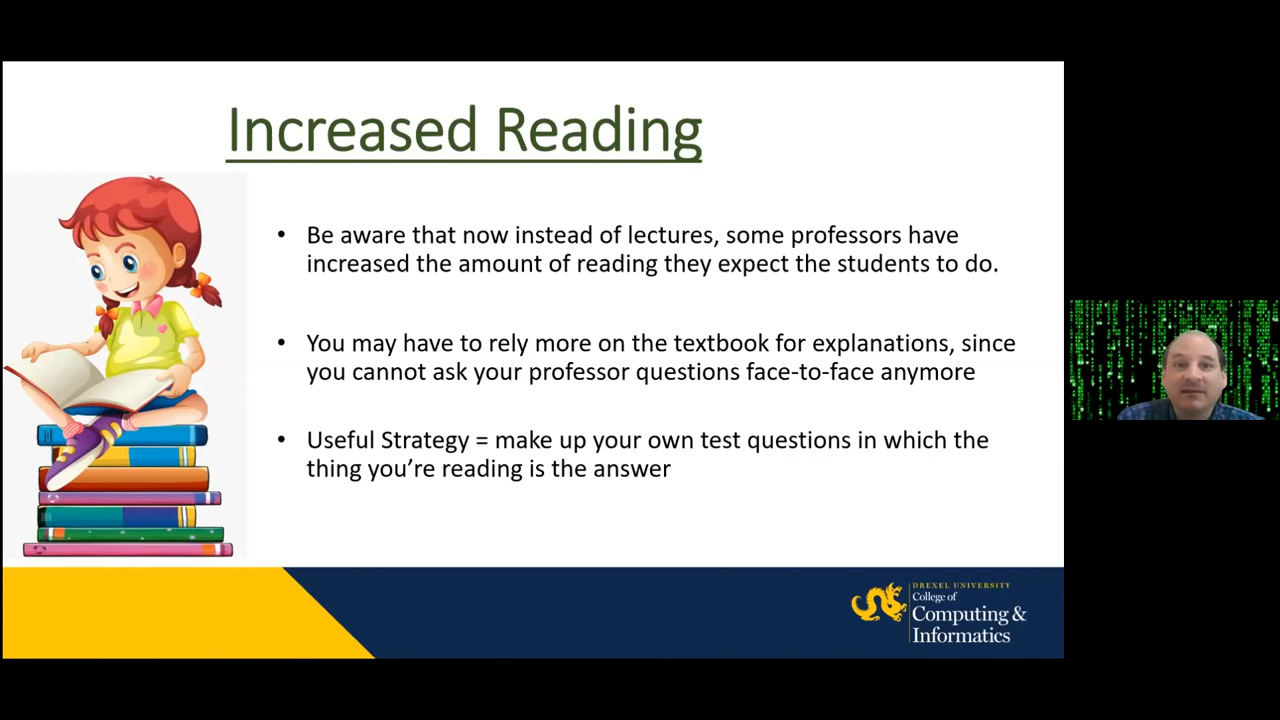 Increased Reading
• Be aware that now instead of lectures, some professors have
increased the amount of reading they expect the students to do.
• You may have to rely more on the textbook for explanations, since
you cannot ask your professor questions face-to-face anymore
• Useful Strategy = make up your own test questions in which the
thing you’re reading is the answer
DREXEL UNIVERSITY
College of
Computing &
Informatics